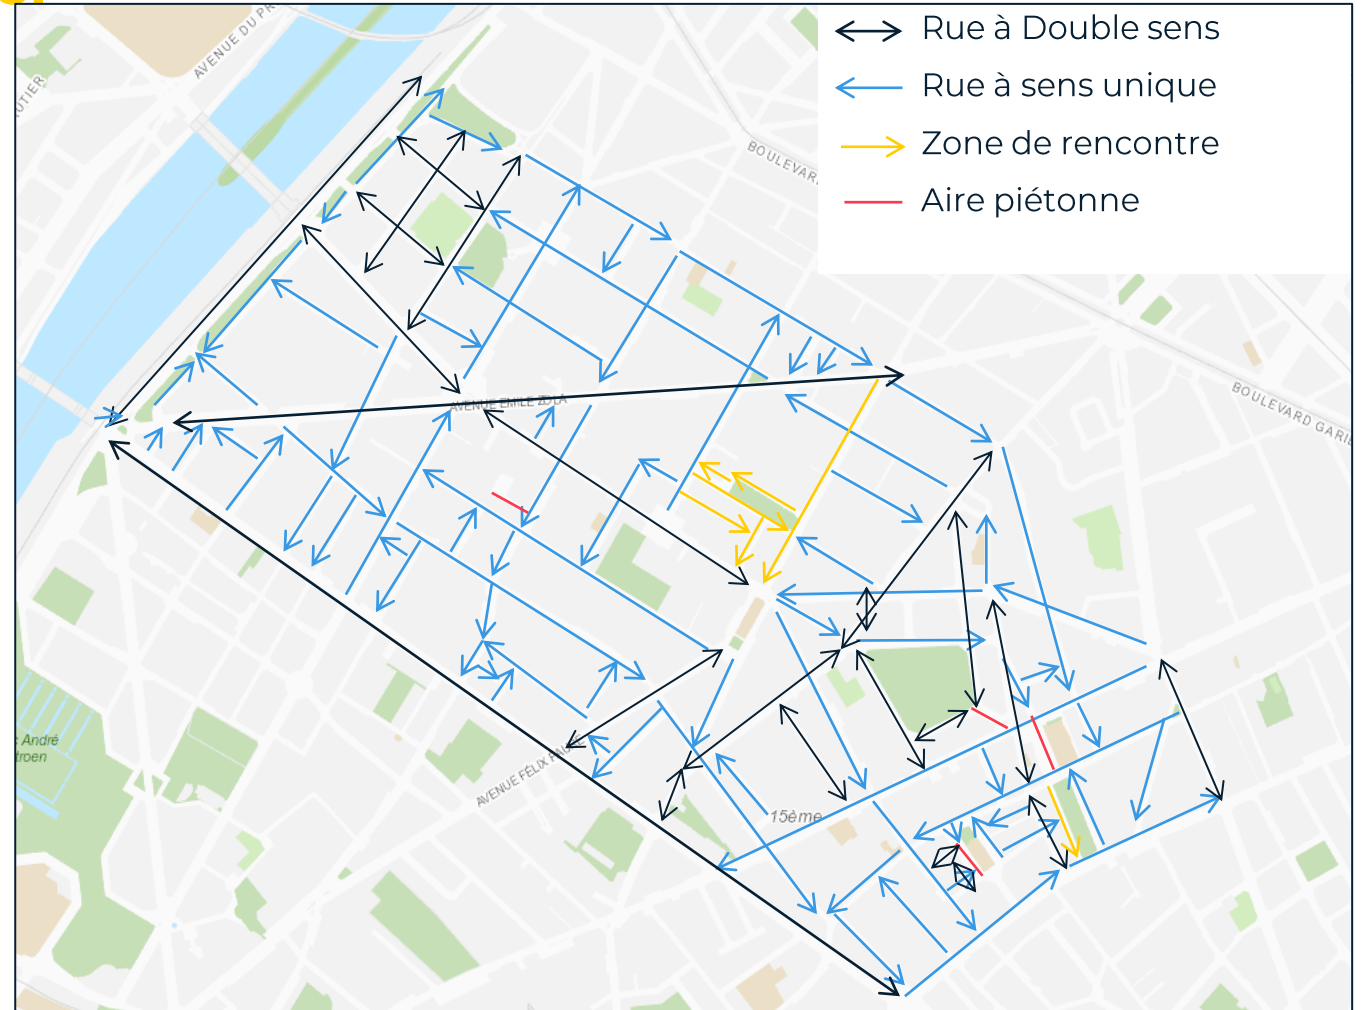 Rue à Double sens
Rue à sens unique
Zone de rencontre
Aire piétonne
AVENUE DU PR
UTIER
BOULEVAR
BOULEVARD GARI
AVENUE EMILE ZOLA
c André
troen
AVENUE FÉLIX FAU
15ème